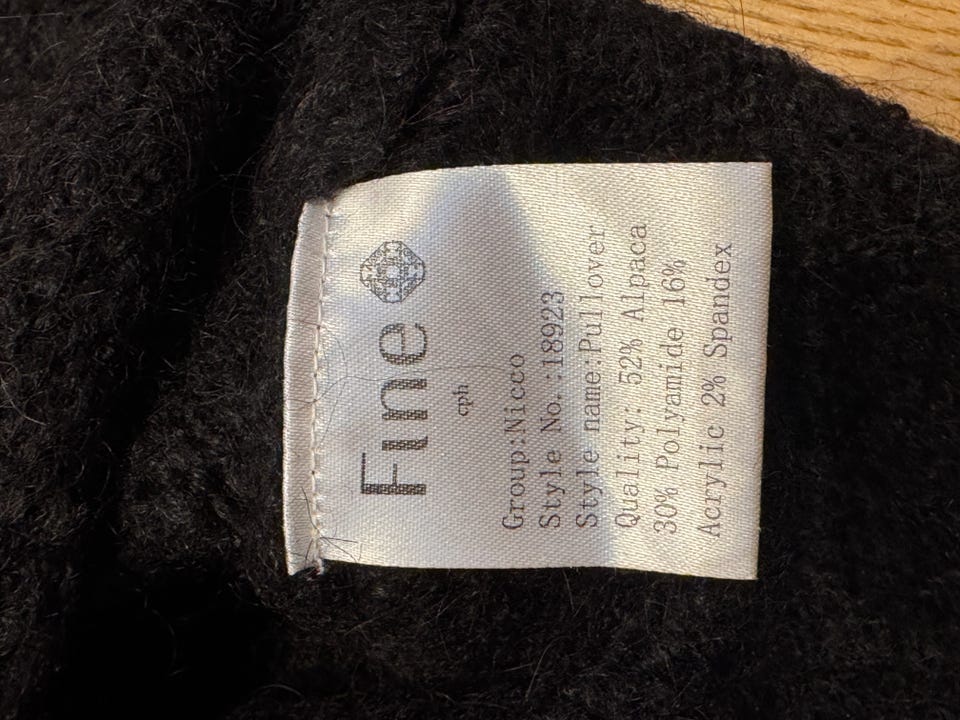 Fine
cph
Group:Nicco
Style No.:18923
Style name:Pullover
Quality: 52% Alpaca
30% Polyamide 16%
Acrylic 2% Spandex